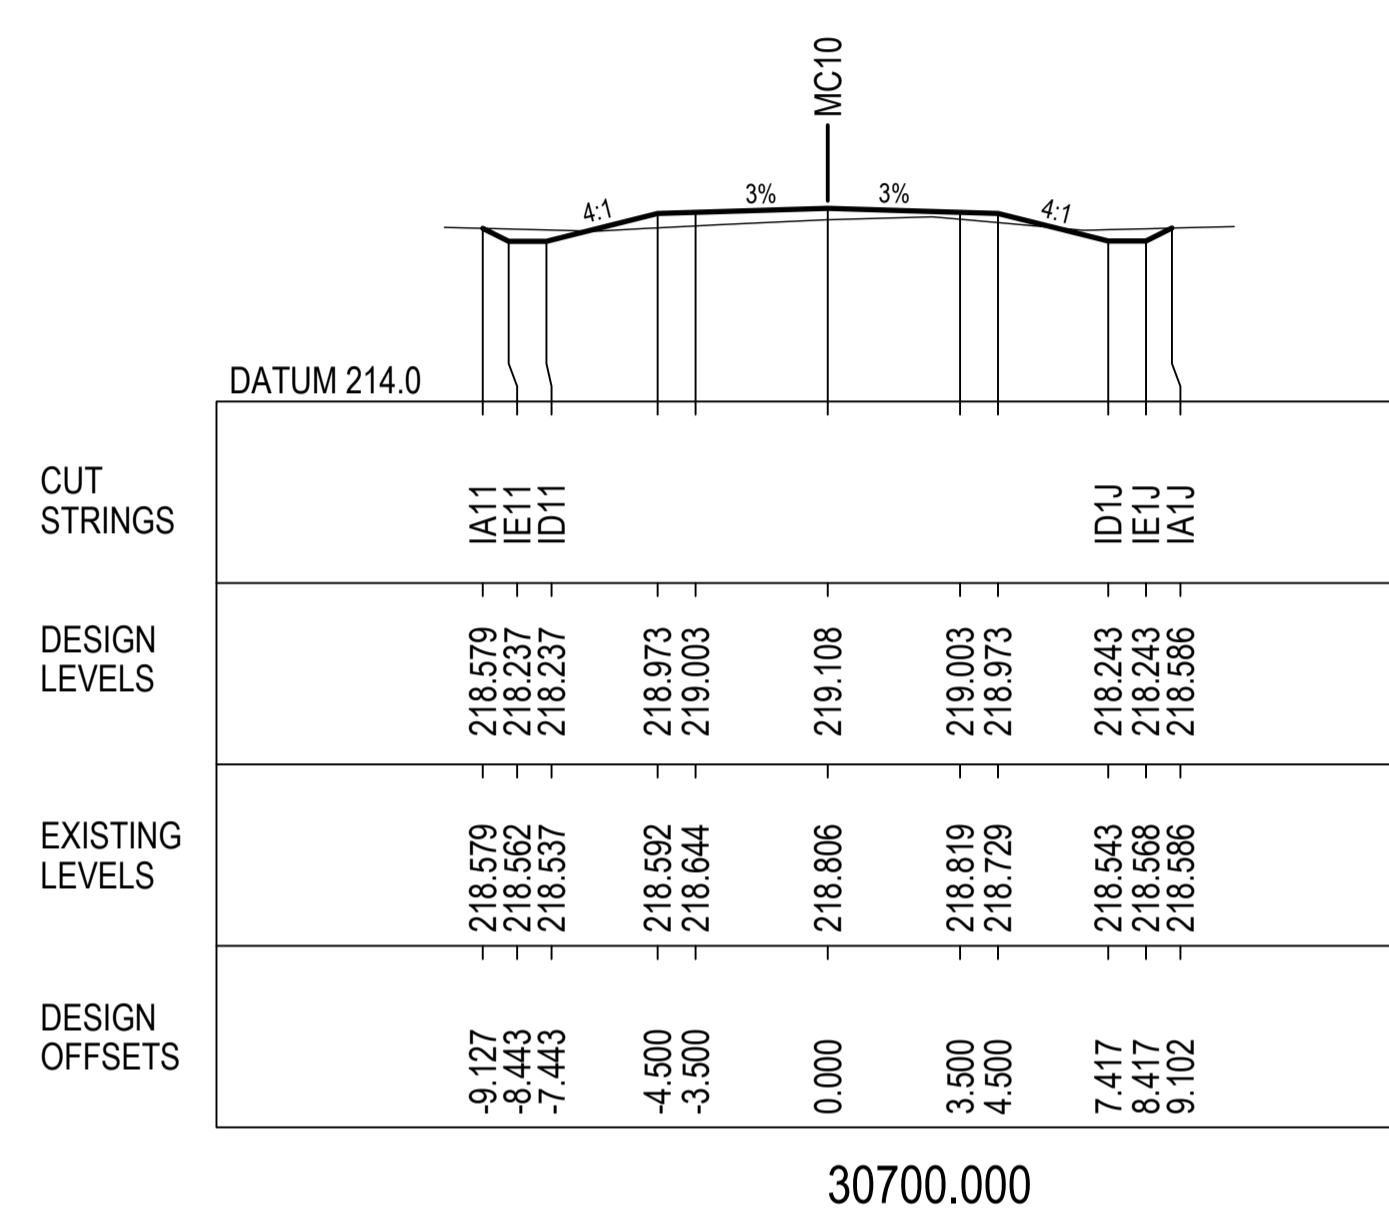 MC10
4:1
3%
3%
4:1
DATUM 214.0
CUT
STRINGS
IA11
IE11
ID11
ID1J
IE1J
IA1J
DESIGN
LEVELS
218.579
218.237
218.237
218.973
219.003
219.108
219.003
218.973
218.243
218.243
218.586
EXISTING
LEVELS
218.579
218.562
218.537
218.592
218.644
218.806
218.819
218.729
218.543
218.568
218.586
DESIGN
OFFSETS
-9.127
-8.443
-7.443
-4.500
-3.500
0.000
3.500
4.500
7.417
8.417
9.102
30700.000